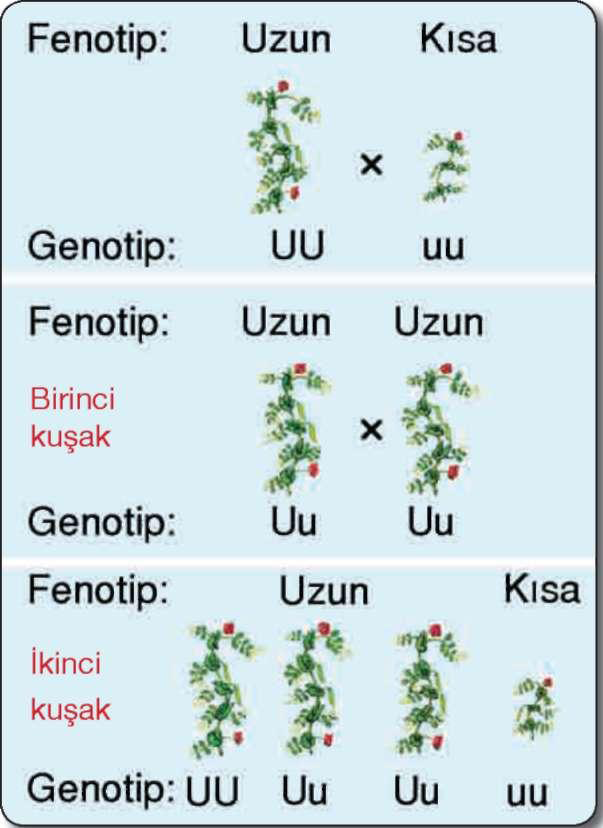 Fenotip: Uzun Kısa
×
Genotip: UU uu
Fenotip: Uzun Uzun
Birinci
kuşak
×
Genotip: Uu Uu
Fenotip: Uzun Kısa
İkinci
kuşak
Genotip: UU Uu Uu uu